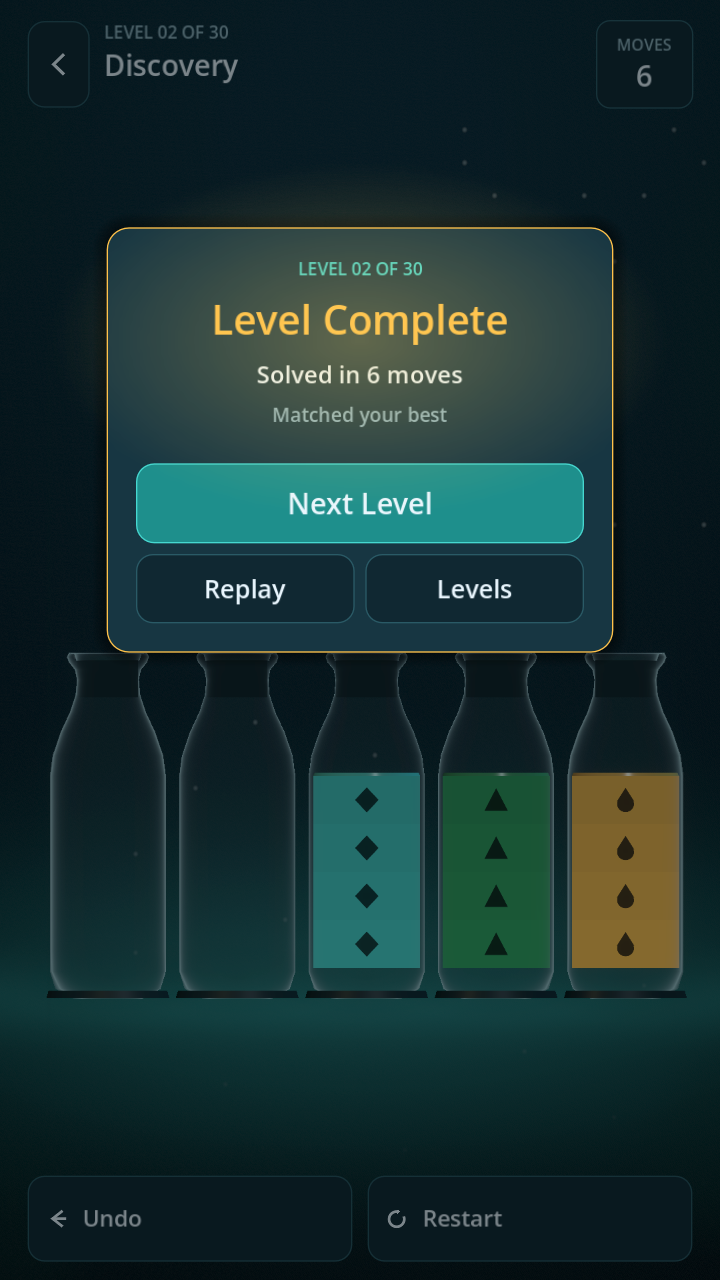 LEVEL 02 OF 30
Discovery
MOVES
6
LEVEL 02 OF 30
Level Complete
Solved in 6 moves
Matched your best
Next Level
Replay
Levels
Undo
Restart